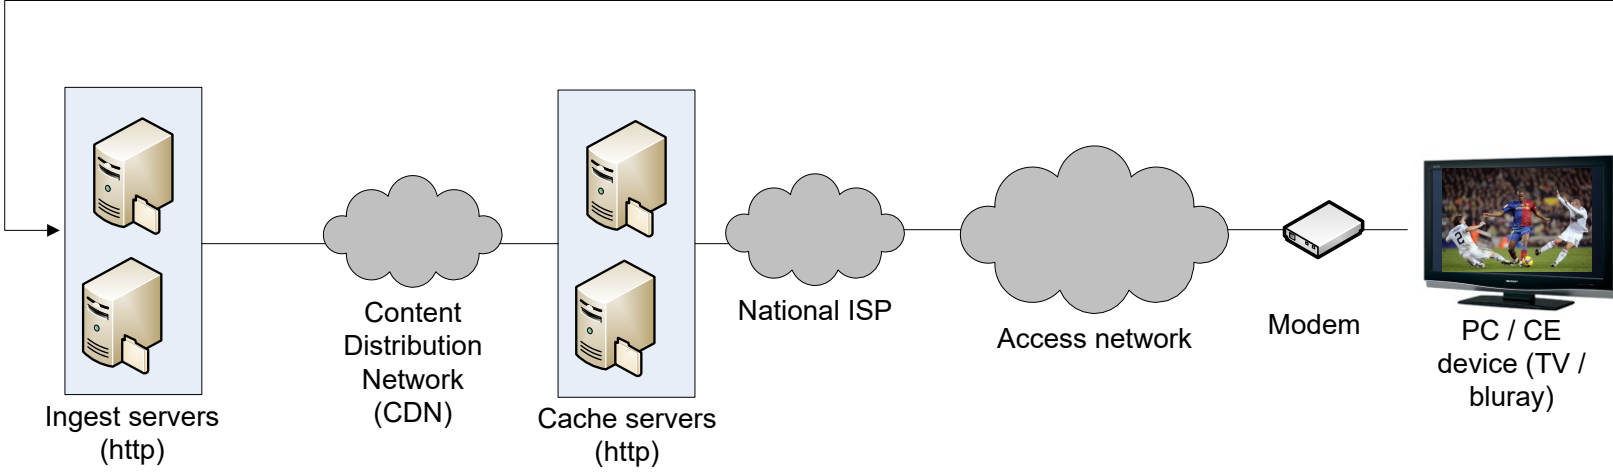 Ingest servers
(http)
Content
Distribution
Network
(CDN)
Cache servers
(http)
National ISP
Access network
Modem
PC / CE
device (TV /
bluray)